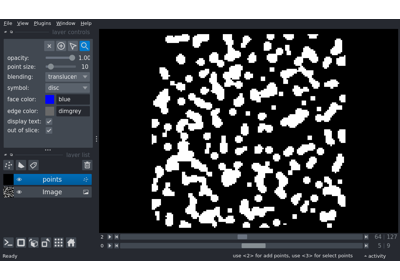 File View Plugins Window Help
layer controls
opacity: 1.00
point size: 10
blending: translucen
symbol: disc
face color: blue
edge color: dimgrey
display text:
out of slice:
layer list
points
Image
2 64 127
0 5 9
Ready use <2> for add points, use <3> for select points activity